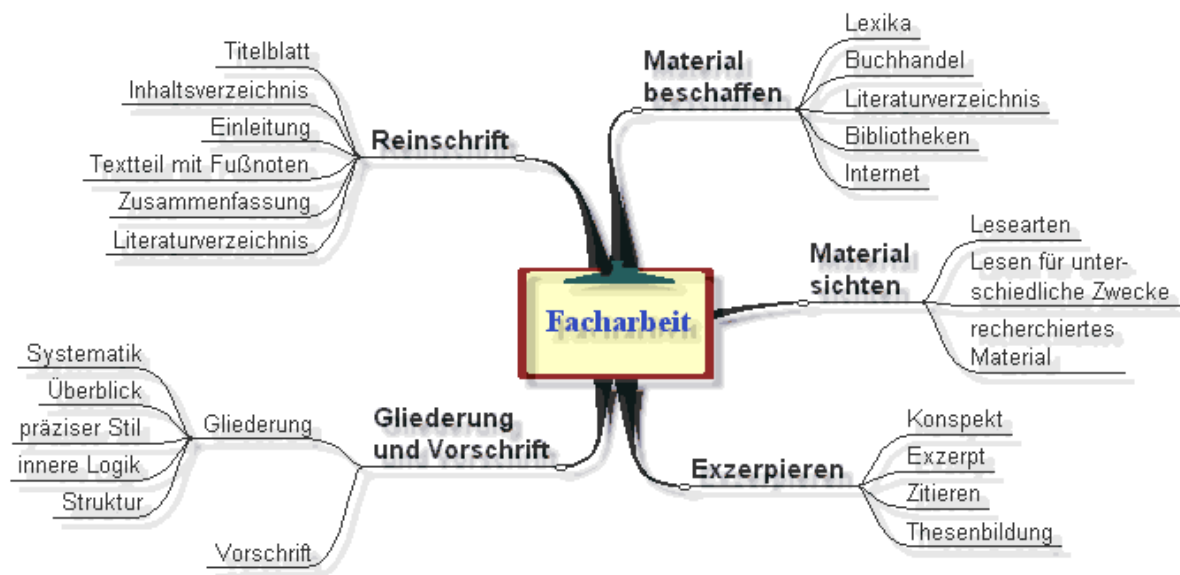 Facharbeit
Material
beschaffen
Lexika
Buchhandel
Literaturverzeichnis
Bibliotheken
Internet
Material
sichten
Lesearten
Lesen für unter-
schiedliche Zwecke
recherchiertes
Material
Exzerpieren
Konspekt
Exzerpt
Zitieren
Thesenbildung
Gliederung
und Vorschrift
Gliederung
Systematik
Überblick
präziser Stil
innere Logik
Struktur
Vorschrift
Reinschrift
Titelblatt
Inhaltsverzeichnis
Einleitung
Textteil mit Fußnoten
Zusammenfassung
Literaturverzeichnis